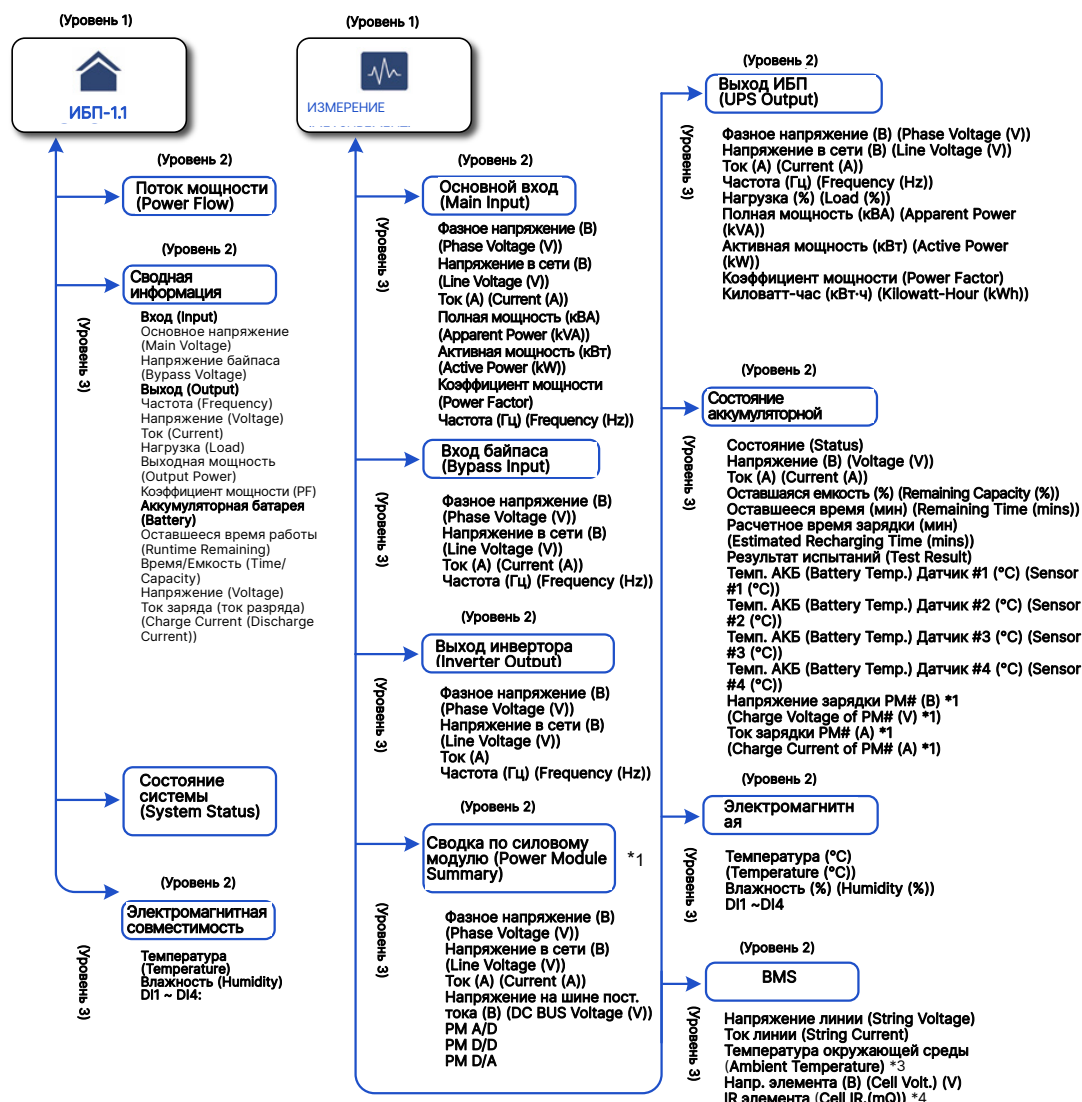 (Уровень 1)
ИБП-1.1
(Уровень 2)
Поток мощности
(Power Flow)
(Уровень 2)
Сводная
информация
(Уровень 3)
Вход (Input)
Основное напряжение
(Main Voltage)
Напряжение байпаса
(Bypass Voltage)
Выход (Output)
Частота (Frequency)
Напряжение (Voltage)
Ток (Current)
Нагрузка (Load)
Выходная мощность
(Output Power)
Коэффициент мощности (PF)
Аккумуляторная батарея
(Battery)
Оставшееся время работы
(Runtime Remaining)
Время/Емкость (Time/
Capacity)
Напряжение (Voltage)
Ток заряда (ток разряда)
(Charge Current (Discharge
Current))
Состояние
системы
(System Status)
(Уровень 2)
Электромагнитная
совместимость
(Уровень 3)
Температура
(Temperature)
Влажность (Humidity)
DI1 ~ DI4:
(Уровень 1)
ИЗМЕРЕНИЕ
(Уровень 2)
Основной вход
(Main Input)
(Уровень 3)
Фазное напряжение (В)
(Phase Voltage (V))
Напряжение в сети (В)
(Line Voltage (V))
Ток (А) (Current (A))
Полная мощность (кВА)
(Apparent Power (kVA))
Активная мощность (кВт)
(Active Power (kW))
Коэффициент мощности
(Power Factor)
Частота (Гц) (Frequency (Hz))
Вход байпаса
(Bypass Input)
(Уровень 3)
Фазное напряжение (В)
(Phase Voltage (V))
Напряжение в сети (В)
(Line Voltage (V))
Ток (А) (Current (A))
Частота (Гц) (Frequency (Hz))
(Уровень 2)
Выход инвертора
(Inverter Output)
(Уровень 3)
Фазное напряжение (В)
(Phase Voltage (V))
Напряжение в сети (В)
(Line Voltage (V))
Ток (А)
Частота (Гц) (Frequency (Hz))
(Уровень 2)
Сводка по силовому
модулю (Power Module
Summary)
*1
(Уровень 3)
Фазное напряжение (В)
(Phase Voltage (V))
Напряжение в сети (В)
(Line Voltage (V))
Ток (А) (Current (A))
Напряжение на шине пост.
тока (В) (DC BUS Voltage (V))
PM A/D
PM D/D
PM D/A
(Уровень 2)
Выход ИБП
(UPS Output)
(Уровень 3)
Фазное напряжение (В) (Phase Voltage (V))
Напряжение в сети (В) (Line Voltage (V))
Ток (А) (Current (A))
Частота (Гц) (Frequency (Hz))
Нагрузка (%) (Load (%))
Полная мощность (кВА) (Apparent Power
(kVA))
Активная мощность (кВт) (Active Power
(kW))
Коэффициент мощности (Power Factor)
Киловатт-час (кВт·ч) (Kilowatt-Hour (kWh))
(Уровень 2)
Состояние
аккумуляторной
(Уровень 3)
Состояние (Status)
Напряжение (В) (Voltage (V))
Ток (А) (Current (A))
Оставшаяся емкость (%) (Remaining Capacity (%))
Оставшееся время (мин) (Remaining Time (mins))
Расчетное время зарядки (мин)
(Estimated Recharging Time (mins))
Результат испытаний (Test Result)
Темп. АКБ (Battery Temp.) Датчик #1 (°C) (Sensor
#1 (°C))
Темп. АКБ (Battery Temp.) Датчик #2 (°C) (Sensor
#2 (°C))
Темп. АКБ (Battery Temp.) Датчик #3 (°C) (Sensor
#3 (°C))
Темп. АКБ (Battery Temp.) Датчик #4 (°C) (Sensor
#4 (°C))
Напряжение зарядки PM# (В) *1
(Charge Voltage of PM# (V) *1)
Ток зарядки PM# (А) *1
(Charge Current of PM# (A) *1)
(Уровень 2)
Электромагнитн
ая
(Уровень 3)
Температура (°C)
(Temperature (°C))
Влажность (%) (Humidity (%))
DI1 ~DI4
(Уровень 2)
BMS
(Уровень 3)
Напряжение линии (String Voltage)
Ток линии (String Current)
Температура окружающей среды
(Ambient Temperature) *3
Напр. элемента (В) (Cell Volt.) (V)
IR элемента (Cell IR.(mΩ)) *4